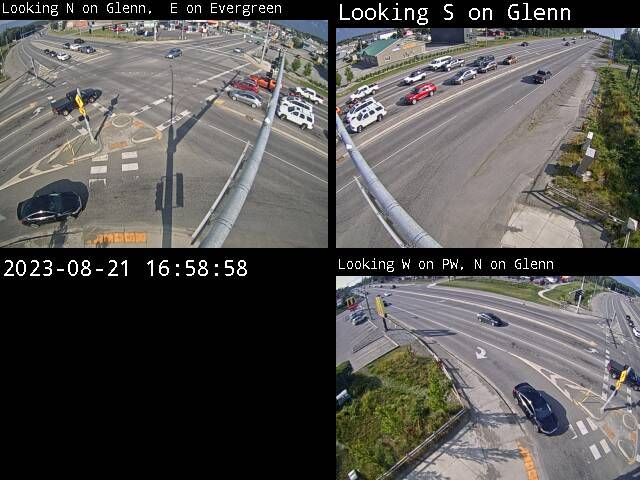 Looking N on Glenn, E on Evergreen
Looking S on Glenn
2023-08-21 16:58:58
Looking W on PW, N on Glenn